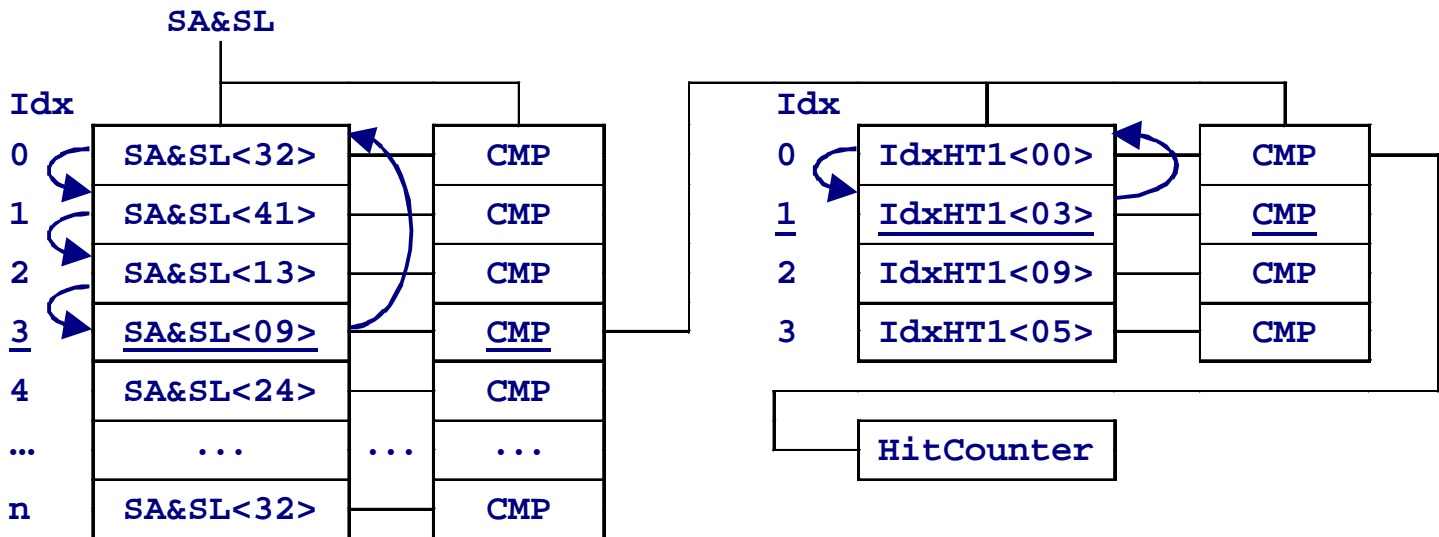 SA&SL
Idx Idx
0 SA&SL<32> CMP 0 IdxHT1<00> CMP
1 SA&SL<41> CMP 1 IdxHT1<03> CMP
2 SA&SL<13> CMP 2 IdxHT1<09> CMP
3 SA&SL<09> CMP 3 IdxHT1<05> CMP
4 SA&SL<24> CMP
… ... ... ... HitCounter
n SA&SL<32> CMP